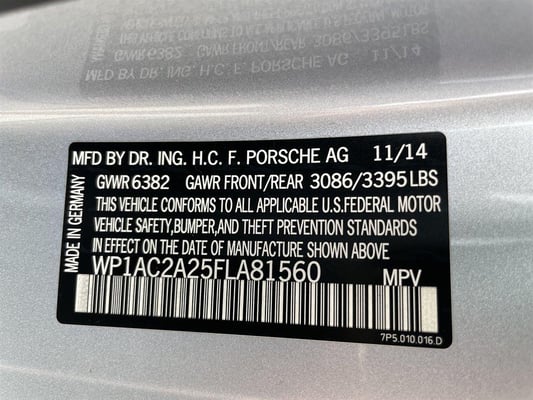 MFD BY DR. ING. H.C. F. PORSCHE AG 11/14
GVWR 6382 GAWR FRONT/REAR 3086/3395LBS
THIS VEHICLE CONFORMS TO ALL APPLICABLE U.S.FEDERAL MOTOR
VEHICLE SAFETY,BUMPER,AND THEFT PREVENTION STANDARDS
IN EFFECT ON THE DATE OF MANUFACTURE SHOWN ABOVE
WP1AC2A25FLA81560 MPV
7P5.010.016.D
MADE IN GERMANY